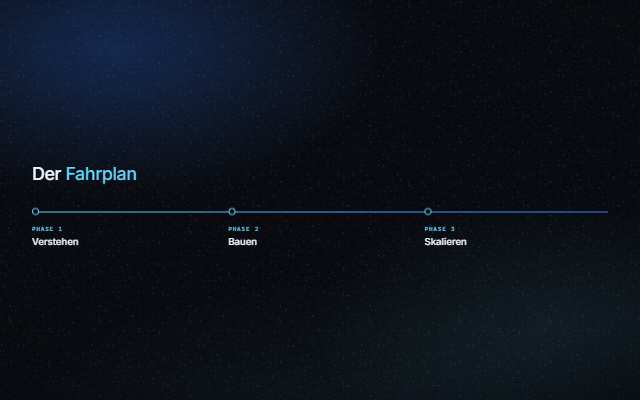 Der Fahrplan
PHASE 1
Verstehen
PHASE 2
Bauen
PHASE 3
Skalieren